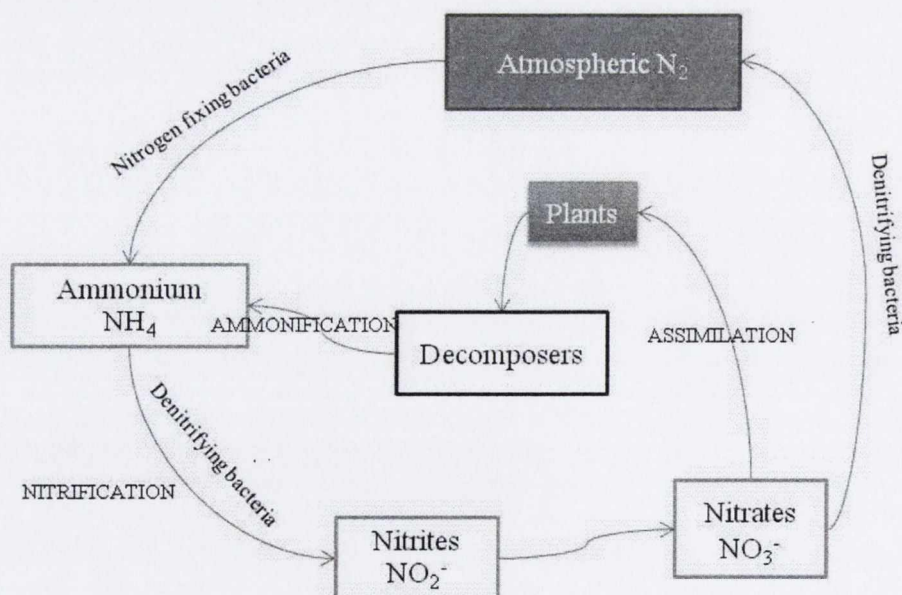 Atmospheric N₂
Nitrogen fixing bacteria
Denitrifying bacteria
Plants
Ammonium
NH₄
AMMONIFICATION
Decomposers
ASSIMILATION
Denitrifying bacteria
NITRIFICATION
Nitrites
NO₂⁻
Nitrates
NO₃⁻